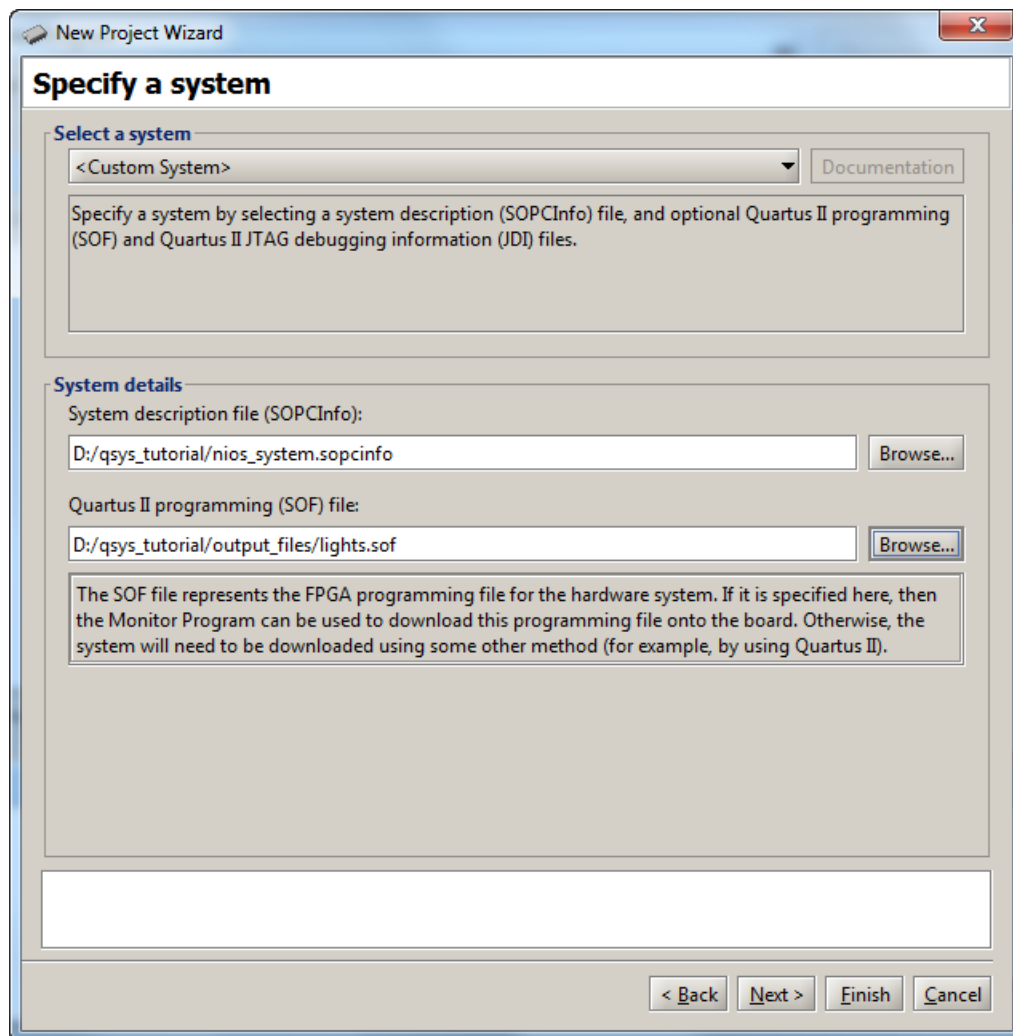 New Project Wizard
Specify a system
Select a system
<Custom System>
Documentation
Specify a system by selecting a system description (SOPCInfo) file, and optional Quartus II programming
(SOF) and Quartus II JTAG debugging information (JDI) files.
System details
System description file (SOPCInfo):
D:/qsys_tutorial/nios_system.sopcinfo
Browse...
Quartus II programming (SOF) file:
D:/qsys_tutorial/output_files/lights.sof
Browse...
The SOF file represents the FPGA programming file for the hardware system. If it is specified here, then
the Monitor Program can be used to download this programming file onto the board. Otherwise, the
system will need to be downloaded using some other method (for example, by using Quartus II).
< Back
Next >
Finish
Cancel